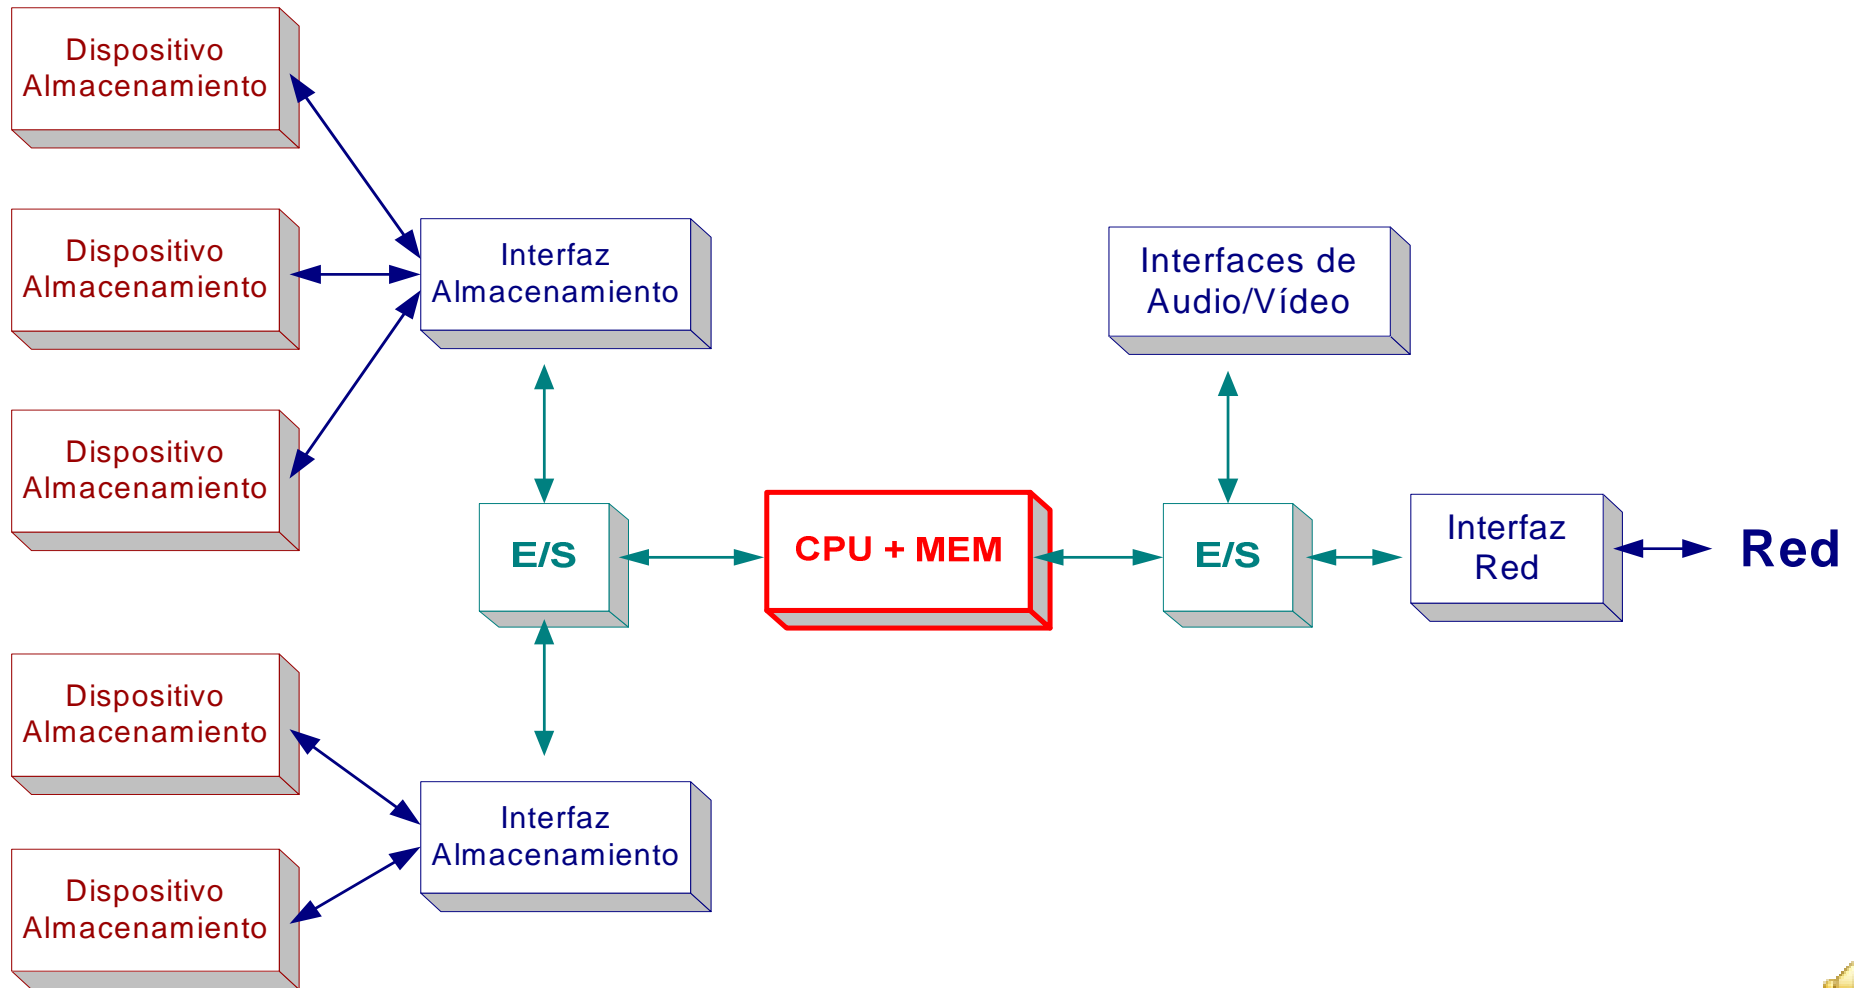 Dispositivo
Almacenamiento
Dispositivo
Almacenamiento
Dispositivo
Almacenamiento
Dispositivo
Almacenamiento
Dispositivo
Almacenamiento
Interfaz
Almacenamiento
E/S
Interfaz
Almacenamiento
CPU + MEM
Interfaces de
Audio/Vídeo
E/S
Interfaz
Red
Red